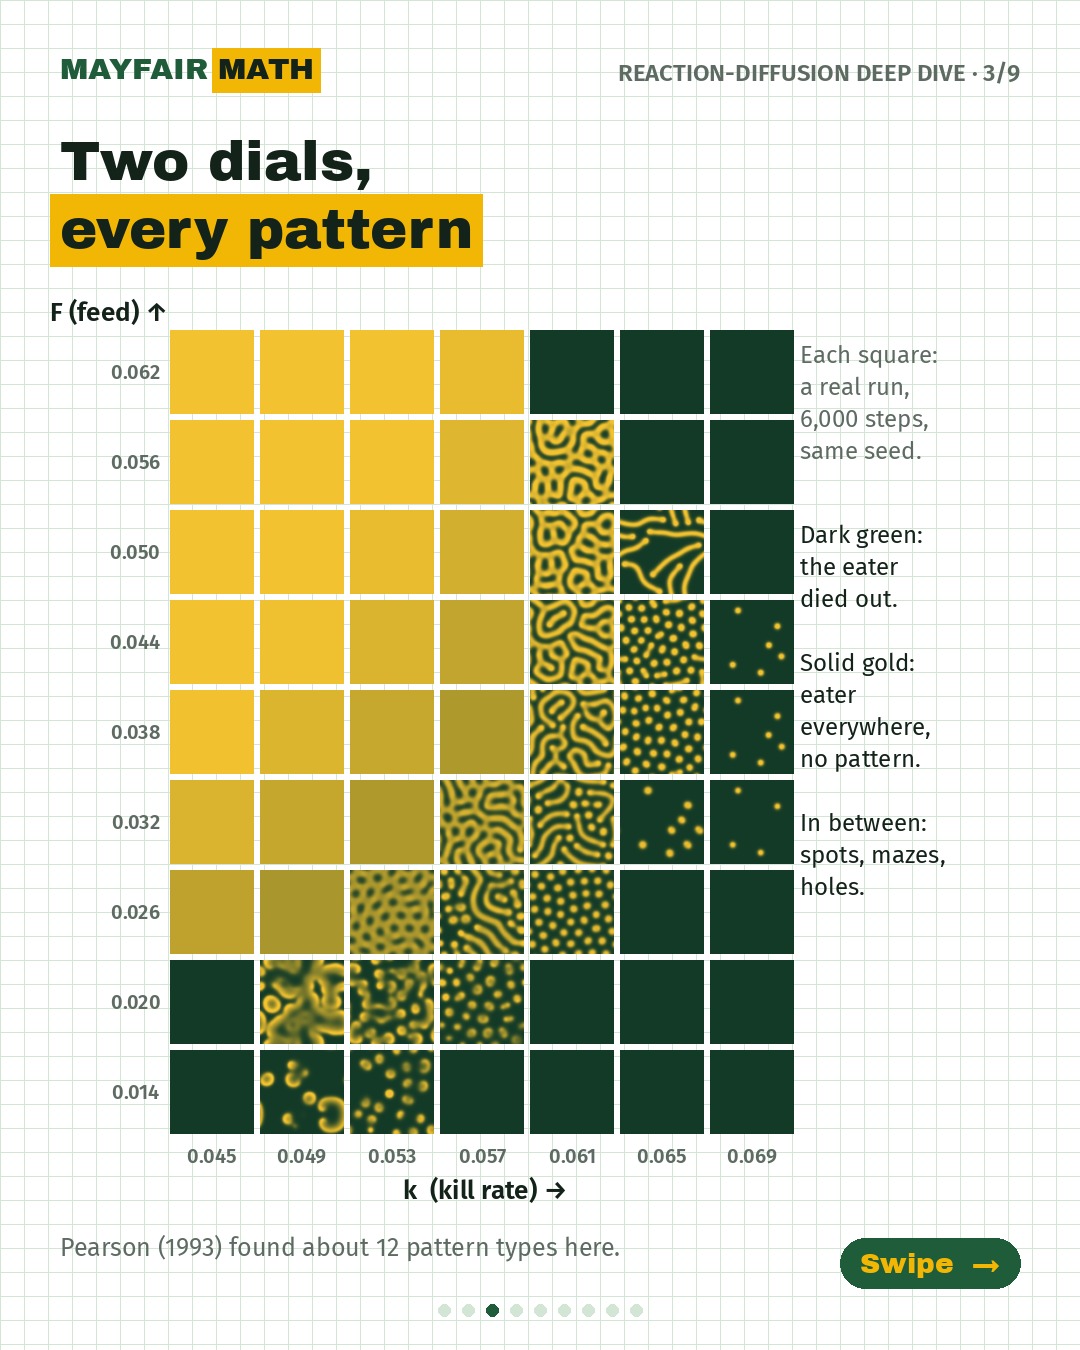 MAYFAIR MATH
REACTION-DIFFUSION DEEP DIVE · 3/9
Two dials,
every pattern
F (feed) ↑
0.062
0.056
0.050
0.044
0.038
0.032
0.026
0.020
0.014
Each square:
a real run,
6,000 steps,
same seed.
Dark green:
the eater
died out.
Solid gold:
eater
everywhere,
no pattern.
In between:
spots, mazes,
holes.
0.045 0.049 0.053 0.057 0.061 0.065 0.069
k (kill rate) →
Pearson (1993) found about 12 pattern types here.
Swipe →